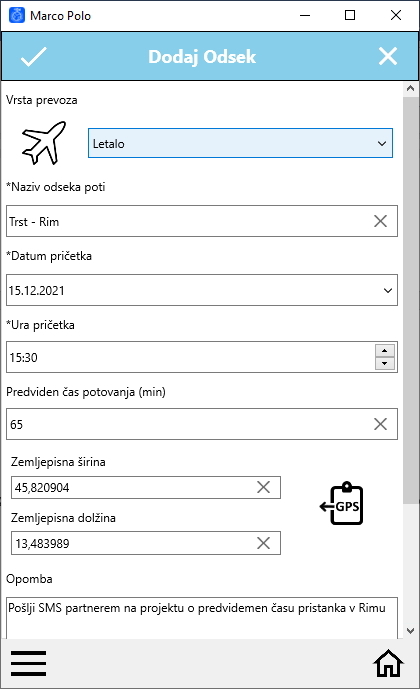 Marco Polo
Dodaj Odsek
Vrsta prevoza
Letalo
*Naziv odseka poti
Trst - Rim
*Datum pričetka
15.12.2021
*Ura pričetka
15:30
Predviden čas potovanja (min)
65
Zemljepisna širina
45,820904
GPS
Zemljepisna dolžina
13,483989
Opomba
Pošlji SMS partnerem na projektu o predvidemen času pristanka v Rimu